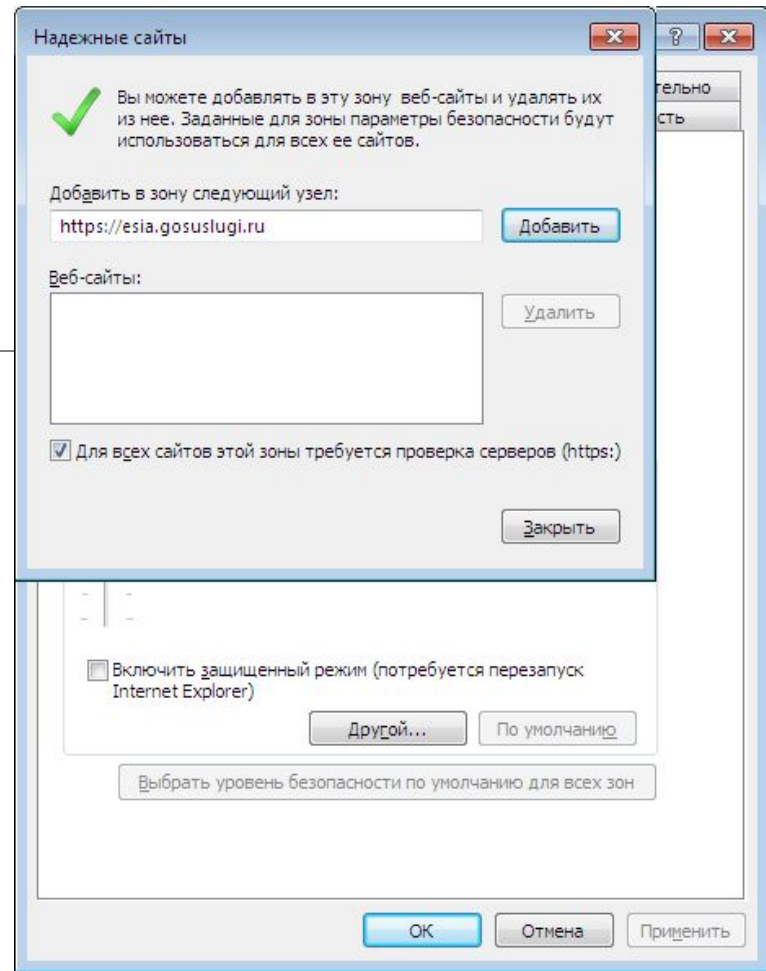 Надежные сайты
Вы можете добавлять в эту зону веб-сайты и удалять их
из нее. Заданные для зоны параметры безопасности будут
использоваться для всех ее сайтов.
Добавить в зону следующий узел:
https://esia.gosuslugi.ru
Добавить
Веб-сайты:
Удалить
Для всех сайтов этой зоны требуется проверка серверов (https:)
Закрыть
тельно
сть
Включить защищенный режим (потребуется перезапуск
Internet Explorer)
Другой...
По умолчанию
Выбрать уровень безопасности по умолчанию для всех зон
ОК
Отмена
Применить